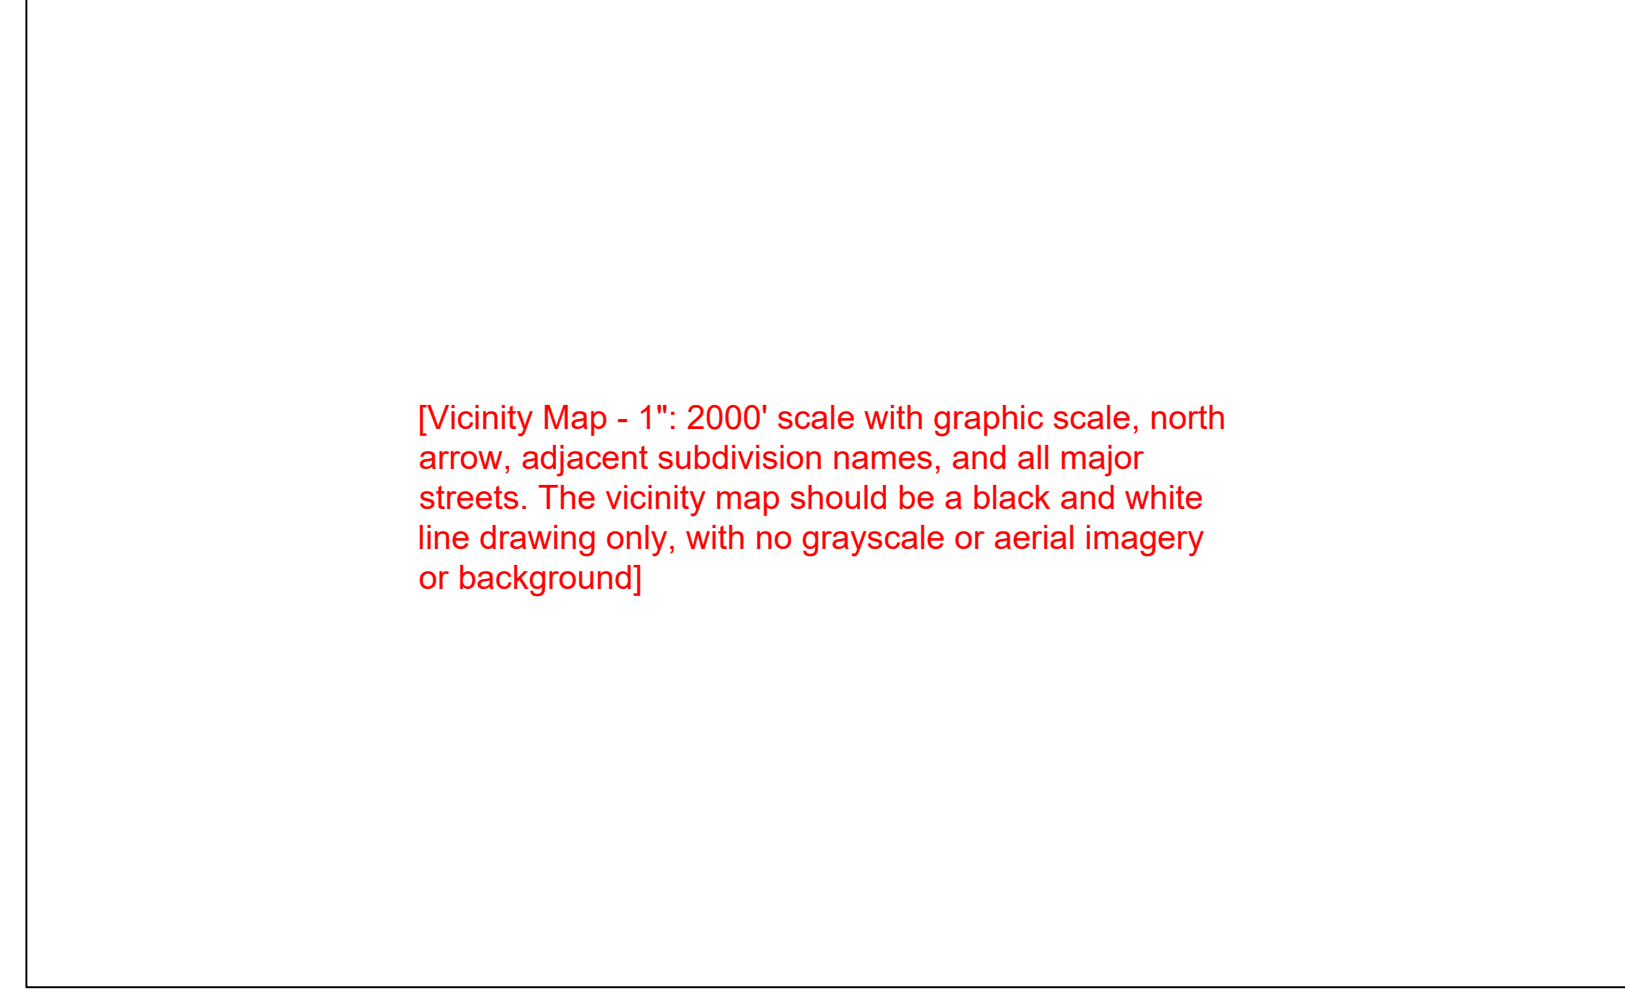 [Vicinity Map - 1": 2000' scale with graphic scale, north
arrow, adjacent subdivision names, and all major
streets. The vicinity map should be a black and white
line drawing only, with no grayscale or aerial imagery
or background]